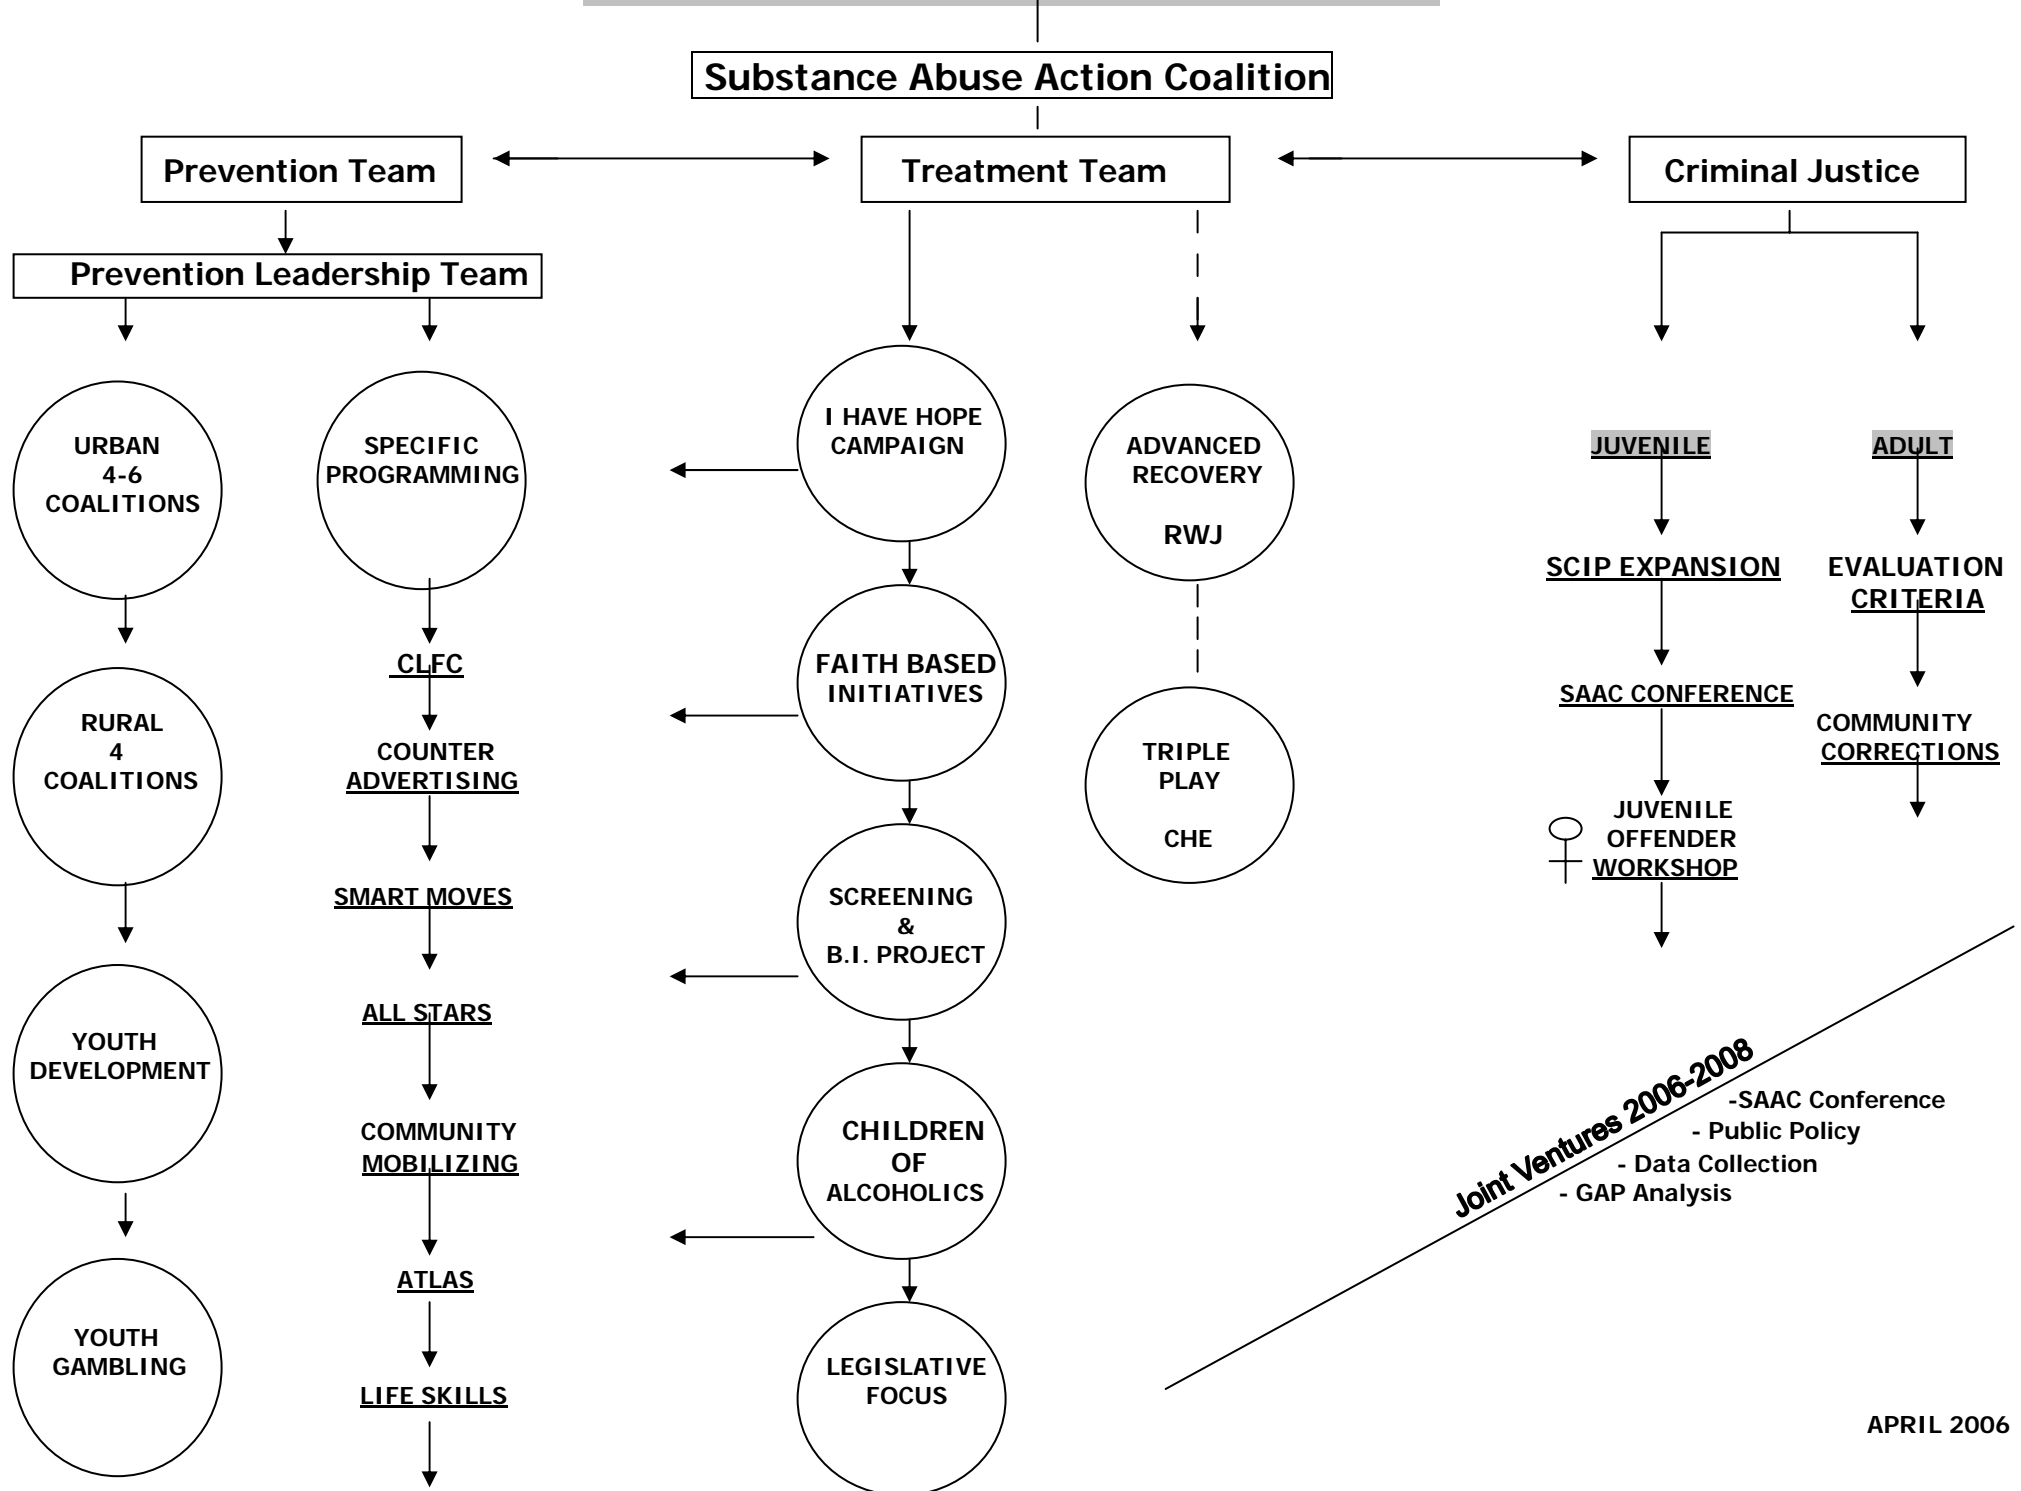 Substance Abuse Action Coalition
Prevention Team
Treatment Team
Criminal Justice
Prevention Leadership Team
URBAN
4-6
COALITIONS
RURAL
4
COALITIONS
YOUTH
DEVELOPMENT
YOUTH
GAMBLING
SPECIFIC
PROGRAMMING
CLFC
COUNTER
ADVERTISING
SMART MOVES
ALL STARS
COMMUNITY
MOBILIZING
ATLAS
LIFE SKILLS
I HAVE HOPE
CAMPAIGN
FAITH BASED
INITIATIVES
SCREENING
&
B.I. PROJECT
CHILDREN
OF
ALCOHOLICS
LEGISLATIVE
FOCUS
ADVANCED
RECOVERY
RWJ
TRIPLE
PLAY
CHE
JUVENILE
SCIP EXPANSION
SAAC CONFERENCE
JUVENILE
OFFENDER
WORKSHOP
ADULT
EVALUATION
CRITERIA
COMMUNITY
CORRECTIONS
Joint Ventures 2006-2008
-SAAC Conference
- Public Policy
- Data Collection
- GAP Analysis
APRIL 2006